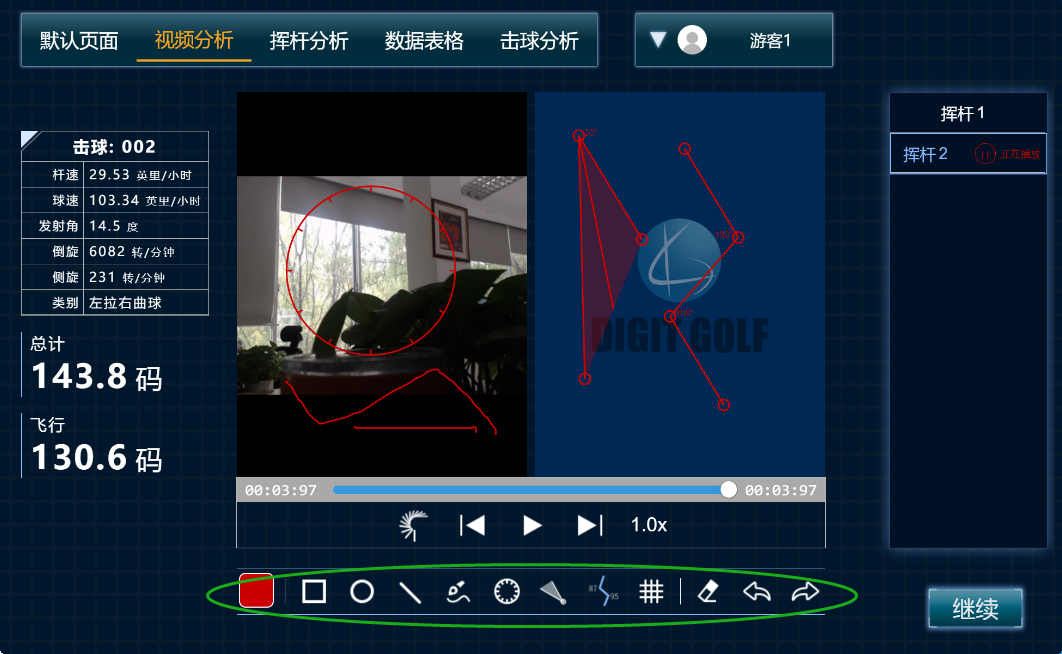 默认页面 视频分析 挥杆分析 数据表格 击球分析 游客1
击球: 002
杆速 29.53 英里/小时
球速 103.34 英里/小时
发射角 14.5 度
倒旋 6082 转/分钟
侧旋 231 转/分钟
类别 左拉右曲球
总计
143.8 码
飞行
130.6 码
DIGIT GOLF
00:03:97 00:03:97
1.0x
87 95
挥杆1
挥杆2 正在播放
继续